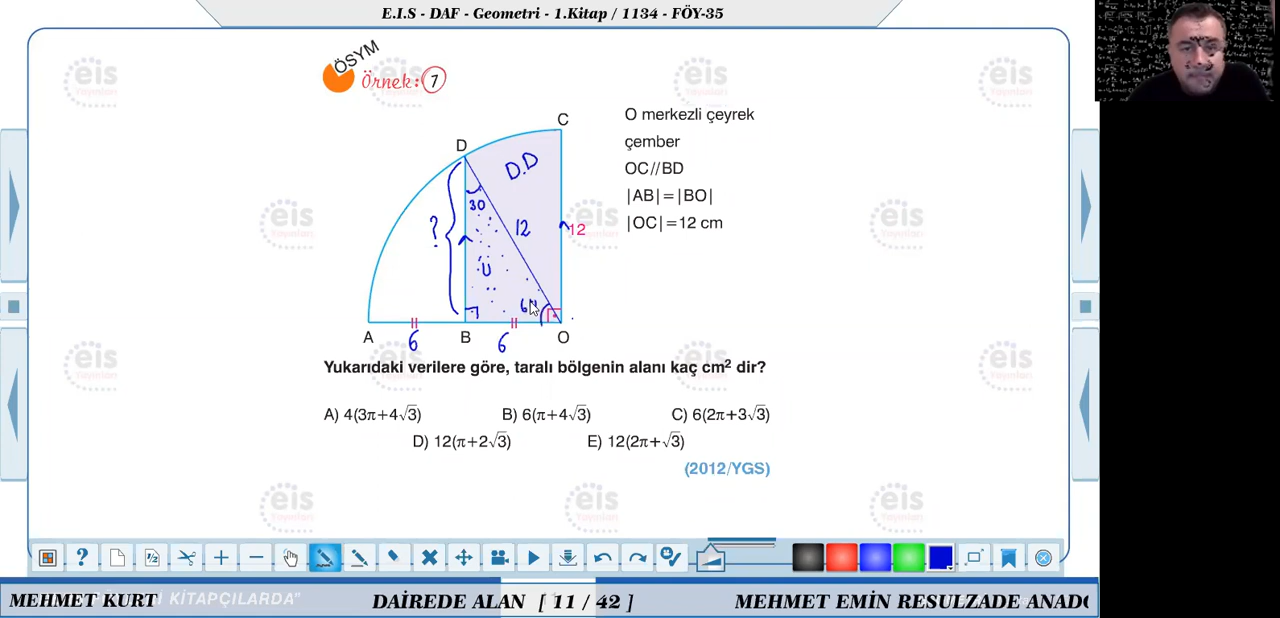 E.I.S - DAF - Geometri - 1.Kitap / 1134 - FÖY-35
ÖSYM
Örnek: 7
O merkezli çeyrek
çember
OC//BD
|AB|=|BO|
|OC|=12 cm
C
D
D.D
30
?
12
12
Ü
A
B
O
6
6
Yukarıdaki verilere göre, taralı bölgenin alanı kaç cm² dir?
A) 4(3π+4√3) B) 6(π+4√3) C) 6(2π+3√3)
D) 12(π+2√3) E) 12(2π+√3)
(2012/YGS)
eis
Yayınları
MEHMET KURT DAİREDE ALAN [ 11 / 42 ] MEHMET EMİN RESULZADE ANAD